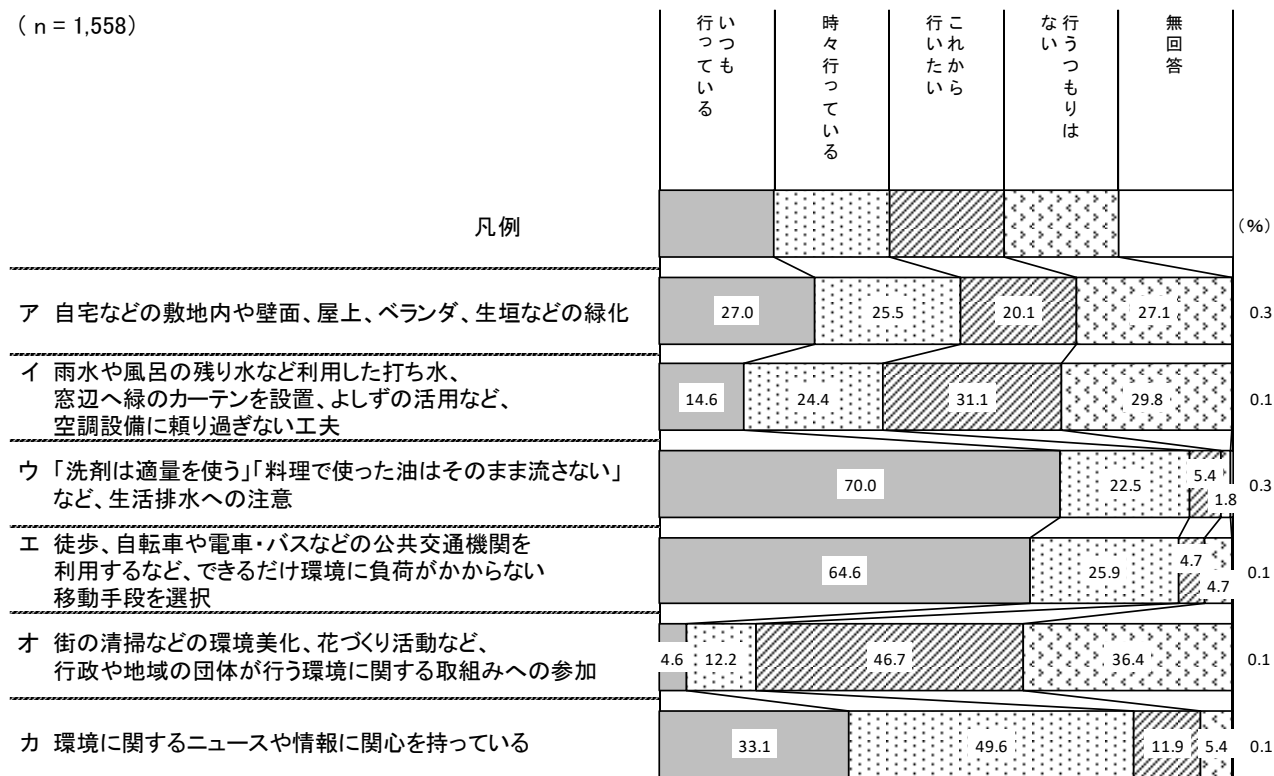 ( n = 1,558)
いつも
行っている
時々行っている
これから
行いたい
行うつもりは
ない
無回答
凡例
(%)
ア 自宅などの敷地内や壁面、屋上、ベランダ、生垣などの緑化
27.0 25.5 20.1 27.1 0.3
イ 雨水や風呂の残り水など利用した打ち水、
窓辺へ緑のカーテンを設置、よしずの活用など、
空調設備に頼り過ぎない工夫
14.6 24.4 31.1 29.8 0.1
ウ 「洗剤は適量を使う」「料理で使った油はそのまま流さない」
など、生活排水への注意
70.0 22.5 5.4 1.8 0.3
エ 徒歩、自転車や電車・バスなどの公共交通機関を
利用するなど、できるだけ環境に負荷がかからない
移動手段を選択
64.6 25.9 4.7 4.7 0.1
オ 街の清掃などの環境美化、花づくり活動など、
行政や地域の団体が行う環境に関する取組みへの参加
4.6 12.2 46.7 36.4 0.1
カ 環境に関するニュースや情報に関心を持っている
33.1 49.6 11.9 5.4 0.1